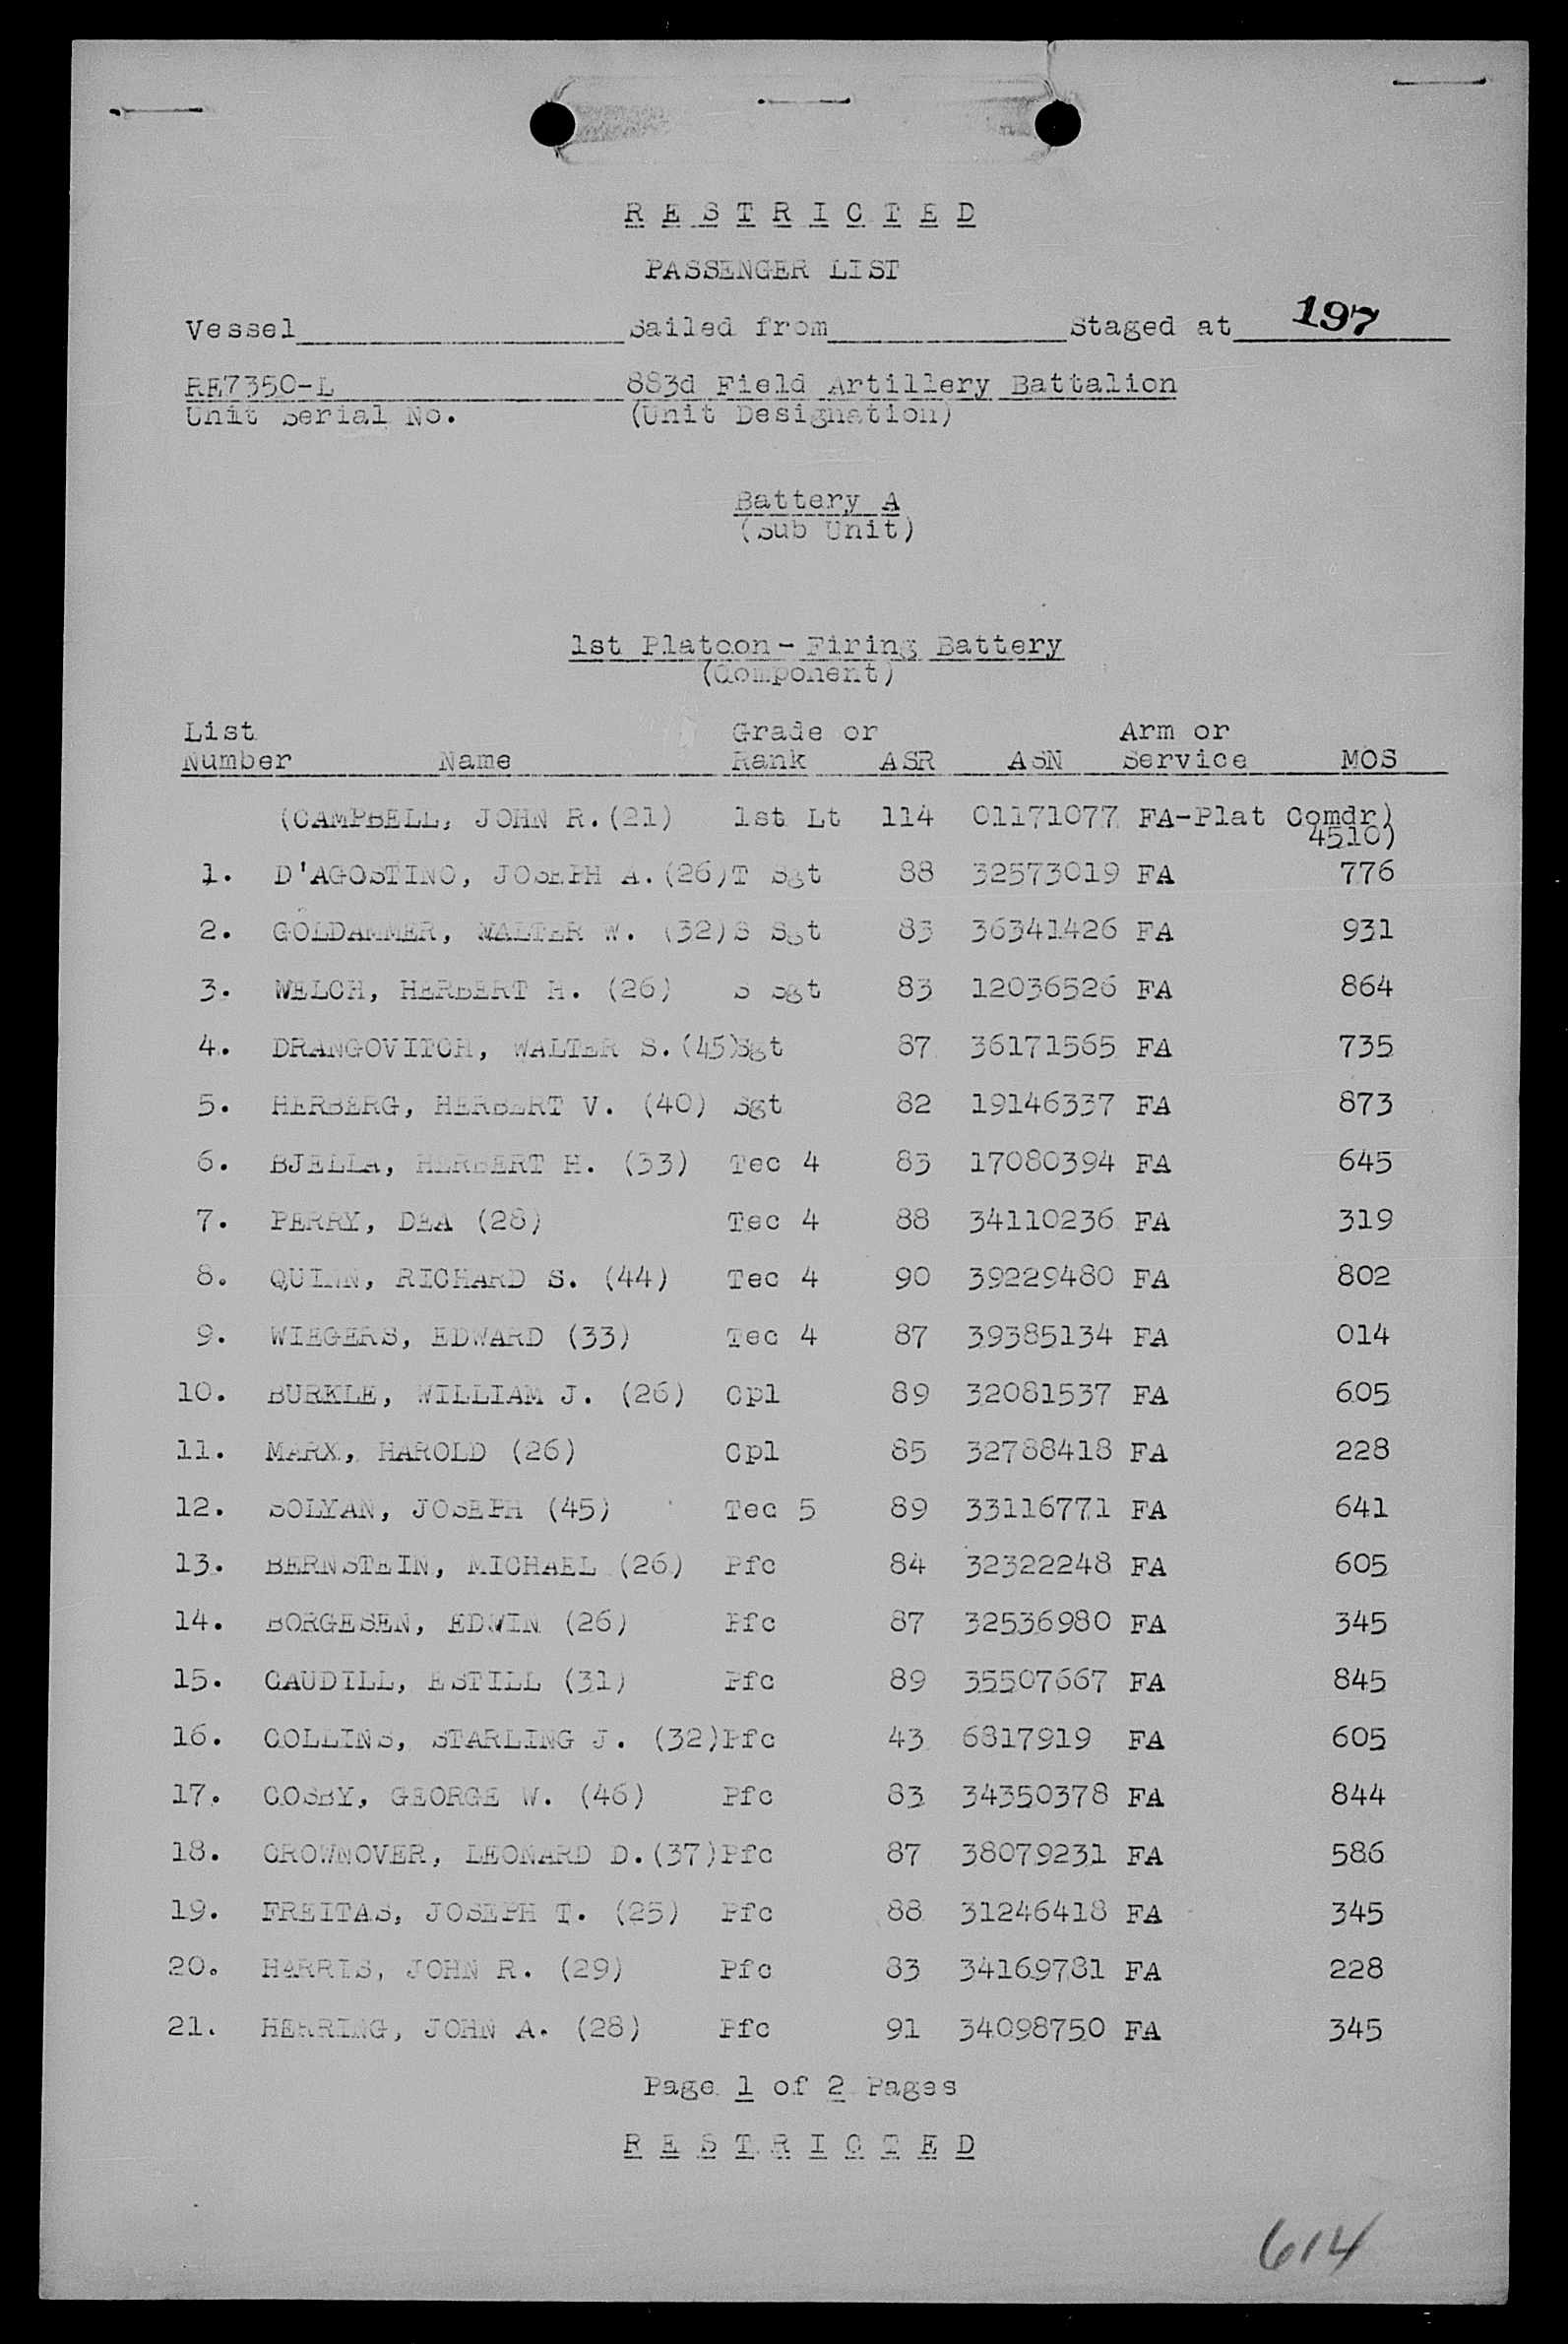 R E S T R I C T E D
PASSENGER LIST
Vessel Sailed from Staged at 197
RE7350-L 883d Field Artillery Battalion
Unit Serial No. (Unit Designation)
Battery A
(Sub Unit)
1st Platoon - Firing Battery
(Component)
List Grade or Arm or
Number Name Rank ASR ASN Service MOS
(CAMPBELL, JOHN R.(21) 1st Lt 114 01171077 FA-Plat Comdr)
4510)
1. D'AGOSTINO, JOSEPH A.(26)T Sgt 88 32573019 FA 776
2. GOLDAMMER, WALTER W. (32)S Sgt 83 36341426 FA 931
3. WELCH, HERBERT H. (26) S Sgt 83 12036526 FA 864
4. DRANGOVITCH, WALTER S.(45)Sgt 87 36171565 FA 735
5. HERBERG, HERBERT V. (40) Sgt 82 19146337 FA 873
6. BJELLA, HERBERT H. (33) Tec 4 83 17080394 FA 645
7. PERRY, DEA (28) Tec 4 88 34110236 FA 319
8. QUINN, RICHARD S. (44) Tec 4 90 39229480 FA 802
9. WIEGERS, EDWARD (33) Tec 4 87 39385134 FA 014
10. BURKLE, WILLIAM J. (26) Cpl 89 32081537 FA 605
11. MARX, HAROLD (26) Cpl 85 32788418 FA 228
12. SOLYAN, JOSEPH (45) Tec 5 89 33116771 FA 641
13. BERNSTEIN, MICHAEL (26) Pfc 84 32322248 FA 605
14. BORGESEN, EDWIN (26) Pfc 87 32536980 FA 345
15. CAUDILL, ESTILL (31) Pfc 89 35507667 FA 845
16. COLLINS, STARLING J. (32)Pfc 43 6817919 FA 605
17. COSBY, GEORGE W. (46) Pfc 83 34350378 FA 844
18. CROWNOVER, LEONARD D.(37)Pfc 87 38079231 FA 586
19. FREITAS, JOSEPH T. (25) Pfc 88 31246418 FA 345
20. HARRIS, JOHN R. (29) Pfc 83 34169781 FA 228
21. HERRING, JOHN A. (28) Pfc 91 34098750 FA 345
Page 1 of 2 Pages
R E S T R I C T E D
614